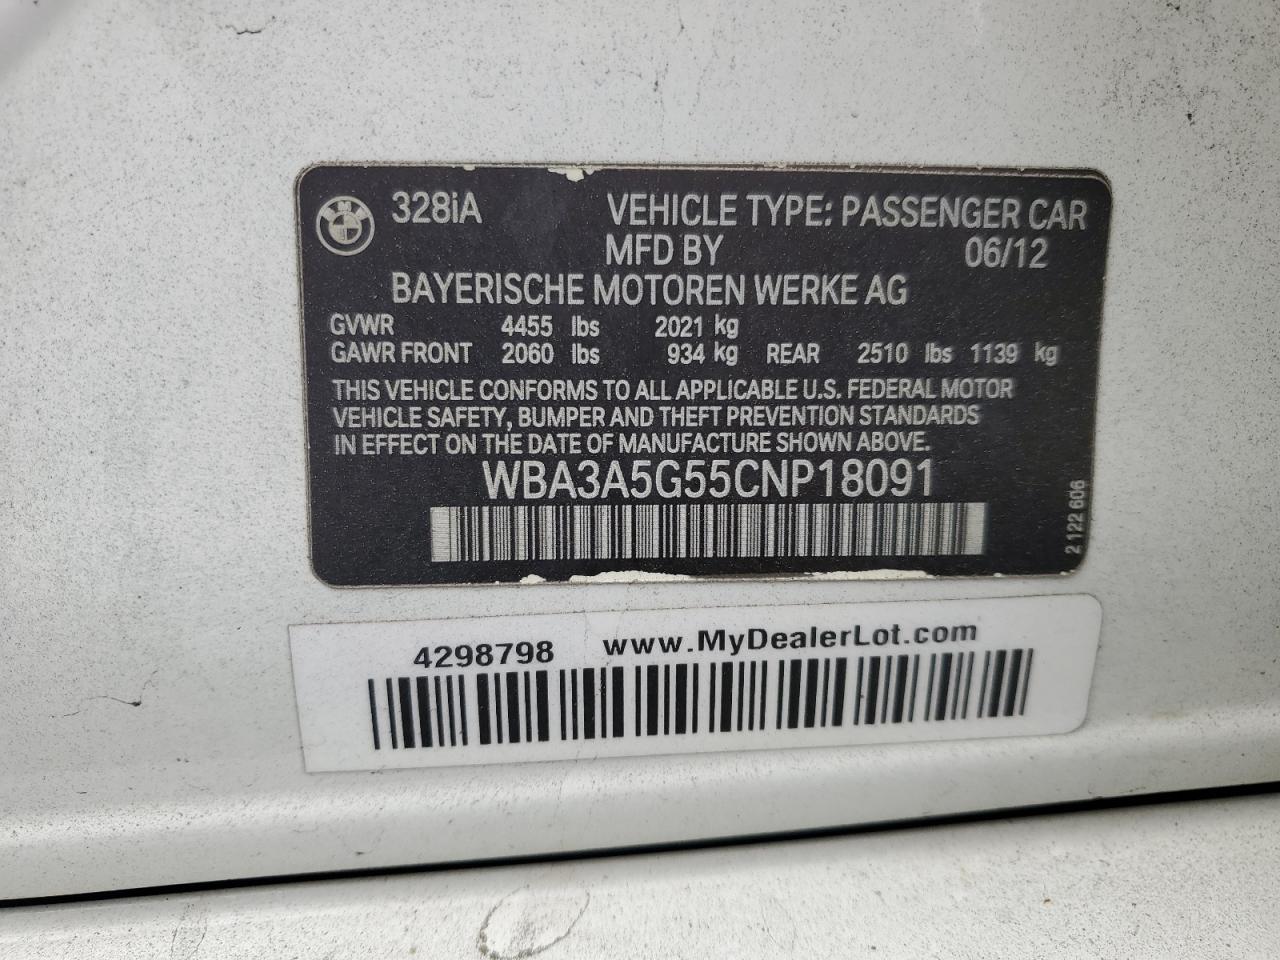 328iA VEHICLE TYPE: PASSENGER CAR
MFD BY 06/12
BAYERISCHE MOTOREN WERKE AG
GVWR 4455 lbs 2021 kg
GAWR FRONT 2060 lbs 934 kg REAR 2510 lbs 1139 kg
THIS VEHICLE CONFORMS TO ALL APPLICABLE U.S. FEDERAL MOTOR
VEHICLE SAFETY, BUMPER AND THEFT PREVENTION STANDARDS
IN EFFECT ON THE DATE OF MANUFACTURE SHOWN ABOVE.
WBA3A5G55CNP18091
2 122 606
4298798 www.MyDealerLot.com